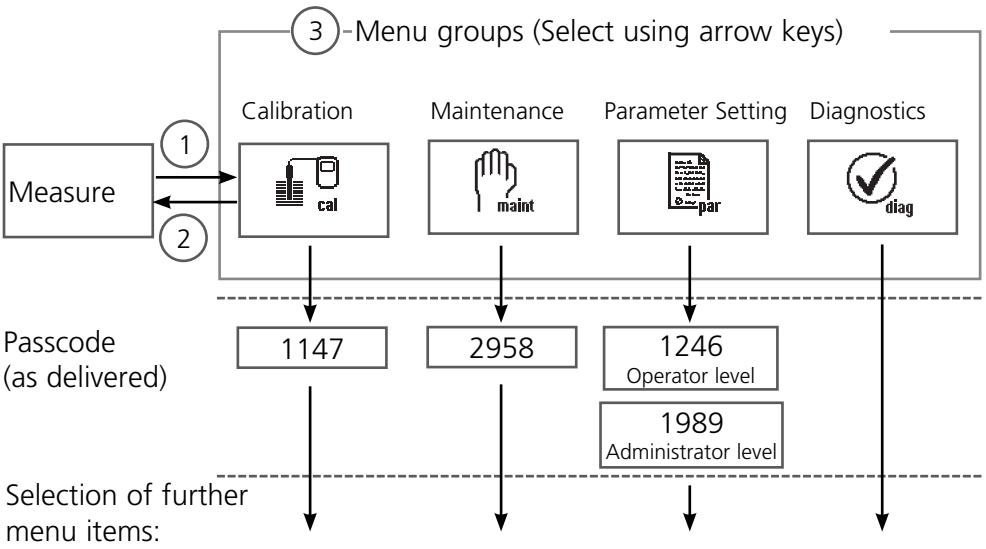 3 Menu groups (Select using arrow keys)
Calibration Maintenance Parameter Setting Diagnostics
1
Measure
cal maint par diag
2
Passcode
(as delivered)
1147 2958 1246
Operator level
1989
Administrator level
Selection of further
menu items: